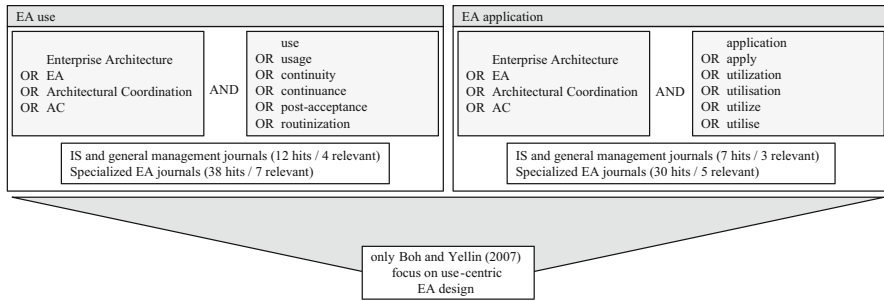 EA use
Enterprise Architecture
OR EA
OR Architectural Coordination
OR AC
AND
use
OR usage
OR continuity
OR continuance
OR post-acceptance
OR routinization
IS and general management journals (12 hits / 4 relevant)
Specialized EA journals (38 hits / 7 relevant)
EA application
Enterprise Architecture
OR EA
OR Architectural Coordination
OR AC
AND
application
OR apply
OR utilization
OR utilisation
OR utilize
OR utilise
IS and general management journals (7 hits / 3 relevant)
Specialized EA journals (30 hits / 5 relevant)
only Boh and Yellin (2007)
focus on use-centric
EA design